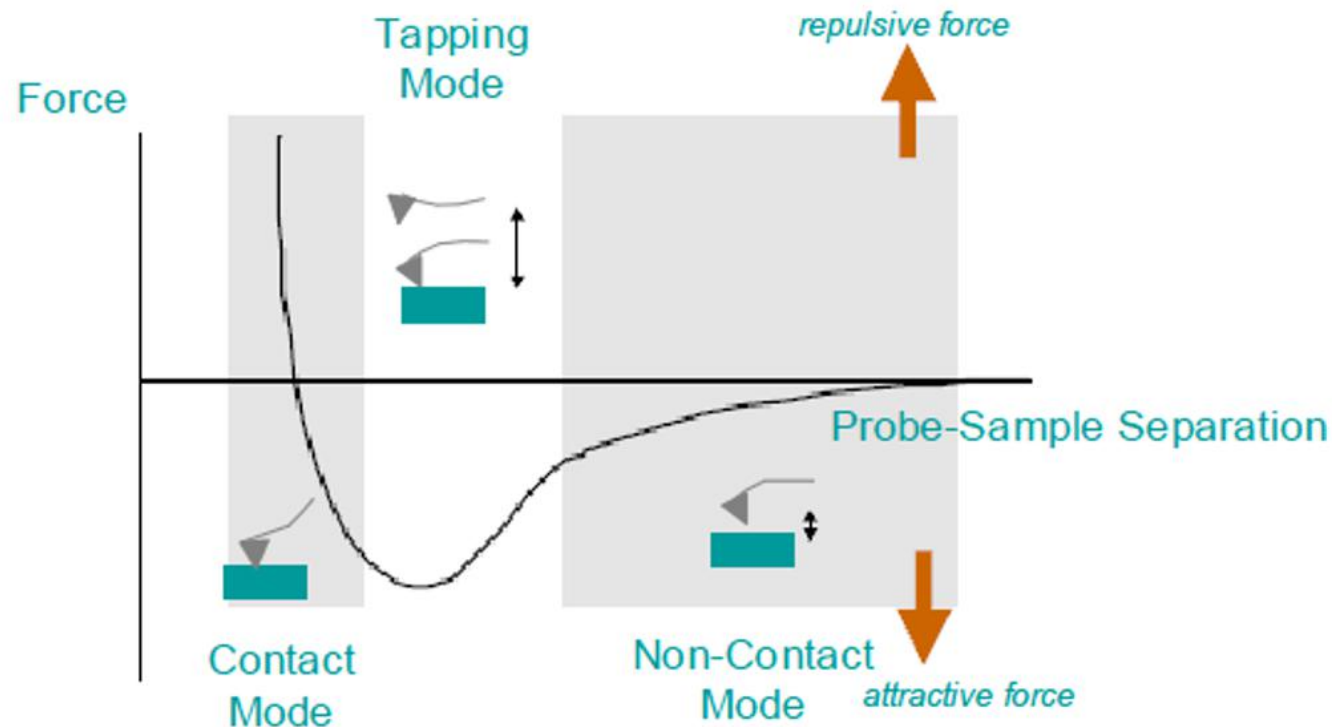 Tapping
Mode
repulsive force
Force
Probe-Sample Separation
Contact
Mode
Non-Contact
Mode
attractive force